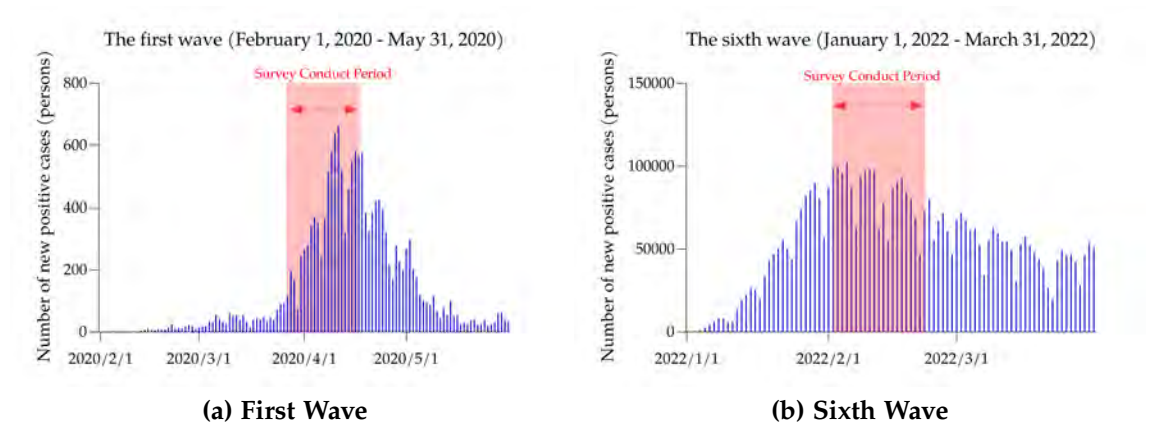 The first wave (February 1, 2020 - May 31, 2020)
Survey Conduct Period
Number of new positive cases (persons)
800
600
400
200
0
2020/2/1 2020/3/1 2020/4/1 2020/5/1
(a) First Wave
The sixth wave (January 1, 2022 - March 31, 2022)
Survey Conduct Period
Number of new positive cases (persons)
150000
100000
50000
0
2022/1/1 2022/2/1 2022/3/1
(b) Sixth Wave